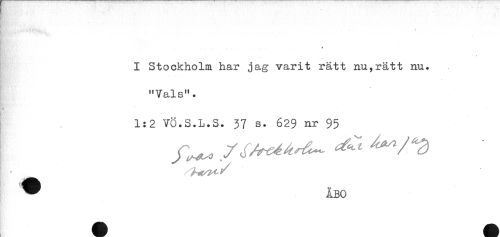 I Stockholm har jag varit rätt nu,rätt nu.
"Vals".
1:2 VÖ.S.L.S. 37 s. 629 nr 95
Svas. I Stockholm där har jag
varit
ÅBO